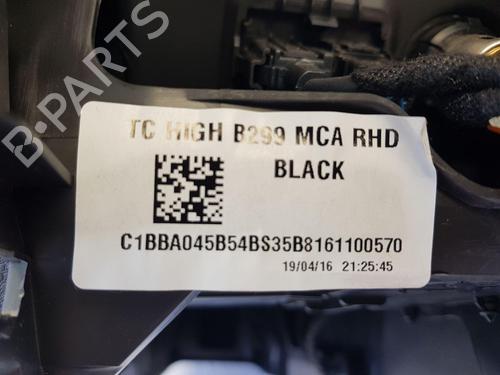 TC HIGH B299 MCA RHD
BLACK
C1BBA045B54BS35B8161100570
19/04/16 21:25:45
B-PARTS